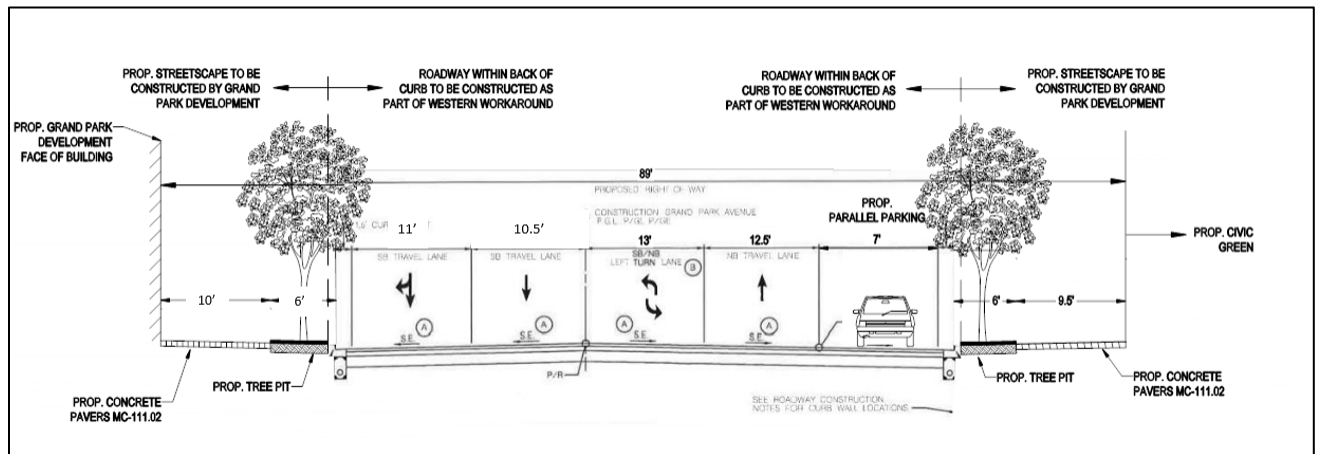 PROP. STREETSCAPE TO BE
CONSTRUCTED BY GRAND
PARK DEVELOPMENT
ROADWAY WITHIN BACK OF
CURB TO BE CONSTRUCTED AS
PART OF WESTERN WORKAROUND
ROADWAY WITHIN BACK OF
CURB TO BE CONSTRUCTED AS
PART OF WESTERN WORKAROUND
PROP. STREETSCAPE TO BE
CONSTRUCTED BY GRAND
PARK DEVELOPMENT
PROP. GRAND PARK
DEVELOPMENT
FACE OF BUILDING
89'
PROPOSED RIGHT OF WAY
CONSTRUCTION GRAND PARK AVENUE
P.G.L. P/GL P/GE
PROP.
PARALLEL PARKING
PROP. CIVIC
GREEN
11'
10.5'
13'
12.5'
7'
SB TRAVEL LANE
SB TRAVEL LANE
SB/NB
LEFT TURN LANE
B
NB TRAVEL LANE
10'
6'
6'
9.5'
A
A
A
A
S.E.
S.E.
S.E.
S.E.
P/R
PROP. TREE PIT
PROP. TREE PIT
PROP. CONCRETE
PAVERS MC-111.02
PROP. CONCRETE
PAVERS MC-111.02
SEE ROADWAY CONSTRUCTION
NOTES FOR CURB WALL LOCATIONS